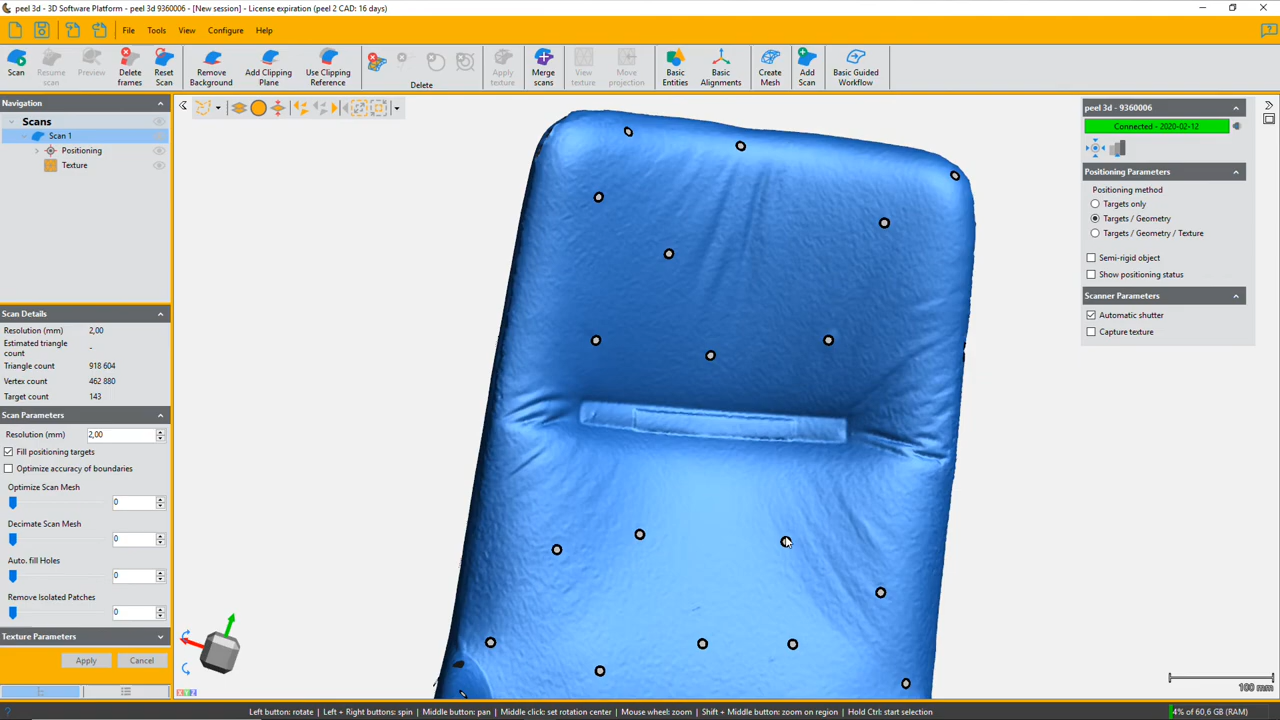 peel 3d - 3D Software Platform - peel 3d 9360006 - [New session] - License expiration (peel 2 CAD: 16 days)
File Tools View Configure Help
Scan
Resume scan
Preview
Delete frames
Reset Scan
Remove Background
Add Clipping Plane
Use Clipping Reference
Delete
Apply texture
Merge scans
View texture
Move projection
Basic Entities
Basic Alignments
Create Mesh
Add Scan
Basic Guided Workflow
Navigation
Scans
Scan 1
Positioning
Texture
Scan Details
Resolution (mm) 2,00
Estimated triangle count -
Triangle count 918 604
Vertex count 462 880
Target count 143
Scan Parameters
Resolution (mm) 2,00
Fill positioning targets
Optimize accuracy of boundaries
Optimize Scan Mesh
0
Decimate Scan Mesh
0
Auto. fill Holes
0
Remove Isolated Patches
0
Texture Parameters
Apply Cancel
X Y Z
peel 3d - 9360006
Connected - 2020-02-12
Positioning Parameters
Positioning method
Targets only
Targets / Geometry
Targets / Geometry / Texture
Semi-rigid object
Show positioning status
Scanner Parameters
Automatic shutter
Capture texture
100 mm
Left button: rotate | Left + Right buttons: spin | Middle button: pan | Middle click: set rotation center | Mouse wheel: zoom | Shift + Middle button: zoom on region | Hold Ctrl: start selection
4% of 60,6 GB (RAM)